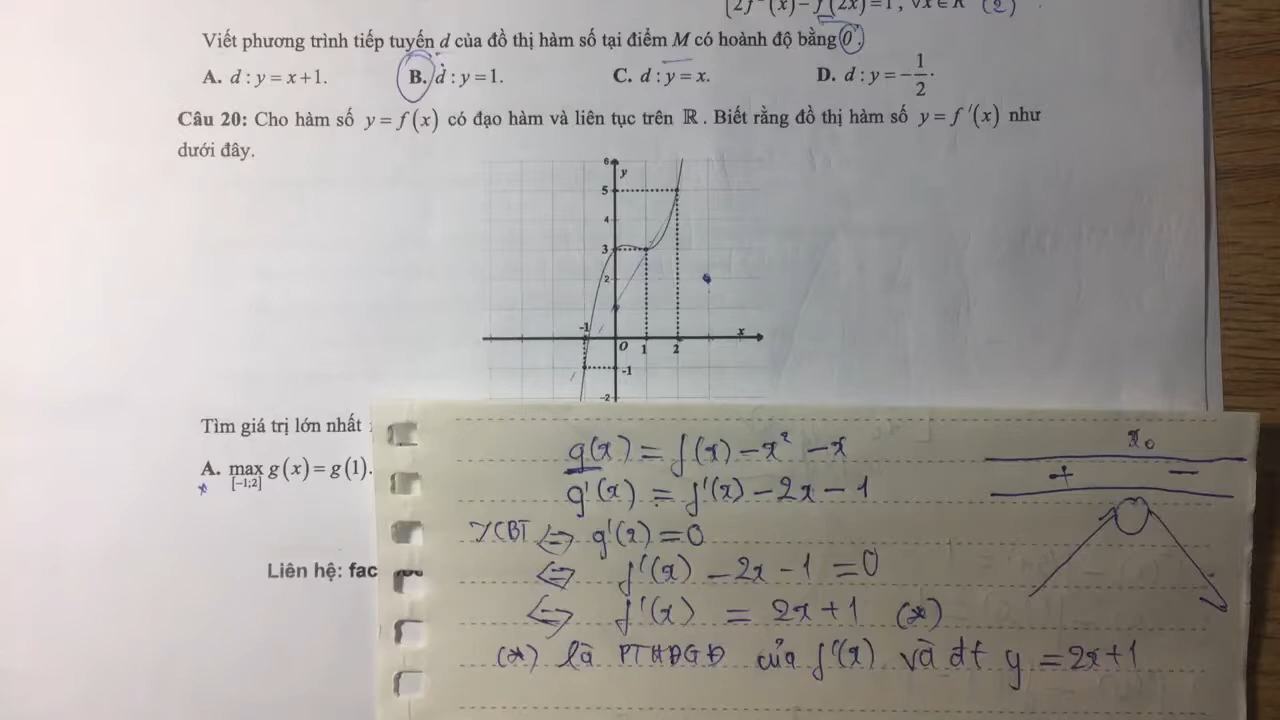 2f²(x) − f(2x) = 1, ∀x ∈ R (2)
Viết phương trình tiếp tuyến d của đồ thị hàm số tại điểm M có hoành độ bằng 0.
A. d : y = x + 1. B. d : y = 1. C. d : y = x. D. d : y = −1/2.
Câu 20: Cho hàm số y = f(x) có đạo hàm và liên tục trên ℝ. Biết rằng đồ thị hàm số y = f'(x) như
dưới đây.
6
y
5
4
3
2
-1
x
O 1 2
-1
-2
Tìm giá trị lớn nhất
A. max g(x) = g(1).
[-1;2]
Liên hệ: fac
g(x) = f(x) − x² − x
g'(x) = f'(x) − 2x − 1
YCBT ⇔ g'(x) = 0
⇔ f'(x) − 2x − 1 = 0
⇔ f'(x) = 2x + 1 (*)
(*) là PTHĐGĐ của f'(x) và đt y = 2x + 1
x₀
+ −